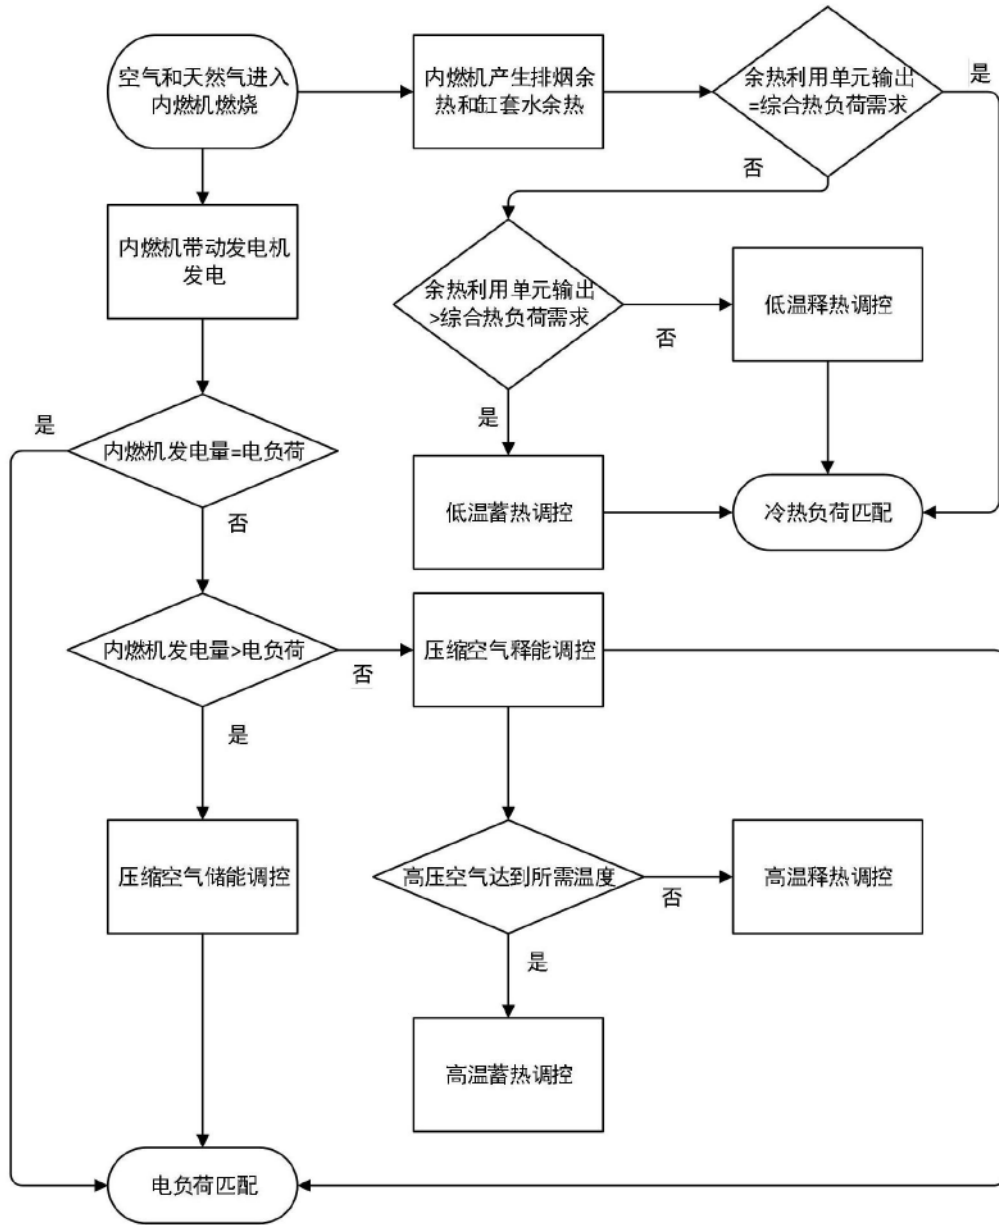 空气和天然气进入
内燃机燃烧
内燃机产生排烟余
热和缸套水余热
余热利用单元输出
=综合热负荷需求
是
否
内燃机带动发电机
发电
余热利用单元输出
>综合热负荷需求
否
低温释热调控
是
是
内燃机发电量=电负荷
低温蓄热调控
冷热负荷匹配
否
内燃机发电量>电负荷
否
压缩空气释能调控
是
压缩空气储能调控
高压空气达到所需温度
否
高温释热调控
是
高温蓄热调控
电负荷匹配